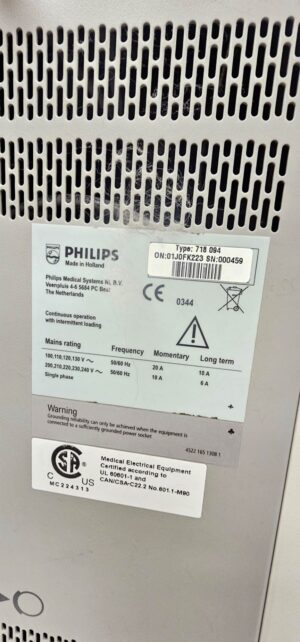 PHILIPS
Made in Holland
Type: 718 094
ON:01J0FK223 SN:000459
Philips Medical Systems N.V. B.V.
Veenpluis 4-6 5684 PC Best
The Netherlands
CE 0344
Continuous operation
with intermittent loading
Mains rating Frequency Momentary Long term
100,110,120,130 V 50/60 Hz 20 A 10 A
200,210,220,230,240 V 50/60 Hz 10 A 6 A
Single phase
Warning
Grounding reliability can only be achieved when the equipment is
connected to a sufficiently grounded power socket.
4522 165 1308 1
Medical Electrical Equipment
Certified according to
UL 60601-1 and
CAN/CSA-C22.2 No.601.1-M90
C US
MC224313